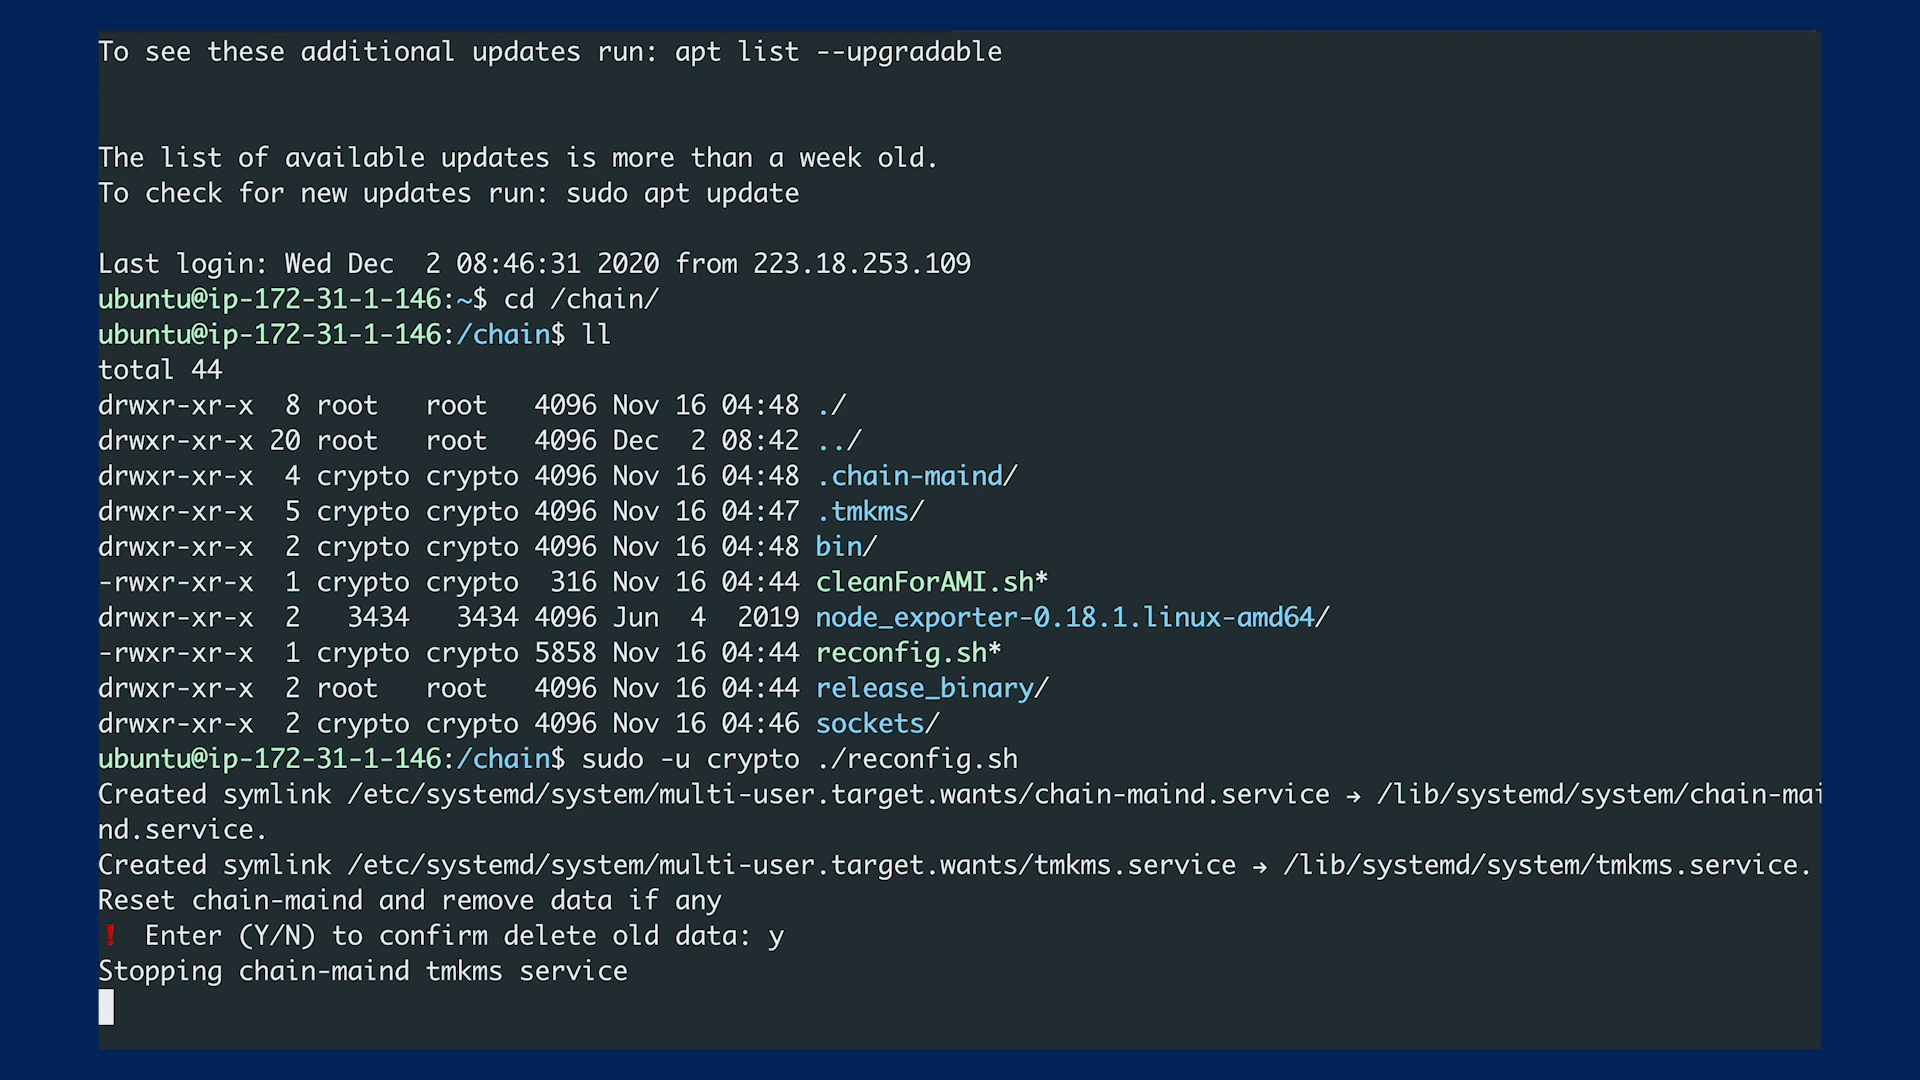 To see these additional updates run: apt list --upgradable
The list of available updates is more than a week old.
To check for new updates run: sudo apt update
Last login: Wed Dec  2 08:46:31 2020 from 223.18.253.109
ubuntu@ip-172-31-1-146:~$ cd /chain/
ubuntu@ip-172-31-1-146:/chain$ ll
total 44
drwxr-xr-x  8 root   root   4096 Nov 16 04:48 ./
drwxr-xr-x 20 root   root   4096 Dec  2 08:42 ../
drwxr-xr-x  4 crypto crypto 4096 Nov 16 04:48 .chain-maind/
drwxr-xr-x  5 crypto crypto 4096 Nov 16 04:47 .tmkms/
drwxr-xr-x  2 crypto crypto 4096 Nov 16 04:48 bin/
-rwxr-xr-x  1 crypto crypto  316 Nov 16 04:44 cleanForAMI.sh*
drwxr-xr-x  2   3434   3434 4096 Jun  4  2019 node_exporter-0.18.1.linux-amd64/
-rwxr-xr-x  1 crypto crypto 5858 Nov 16 04:44 reconfig.sh*
drwxr-xr-x  2 root   root   4096 Nov 16 04:44 release_binary/
drwxr-xr-x  2 crypto crypto 4096 Nov 16 04:46 sockets/
ubuntu@ip-172-31-1-146:/chain$ sudo -u crypto ./reconfig.sh
Created symlink /etc/systemd/system/multi-user.target.wants/chain-maind.service → /lib/systemd/system/chain-mai
nd.service.
Created symlink /etc/systemd/system/multi-user.target.wants/tmkms.service → /lib/systemd/system/tmkms.service.
Reset chain-maind and remove data if any
❗ Enter (Y/N) to confirm delete old data: y
Stopping chain-maind tmkms service